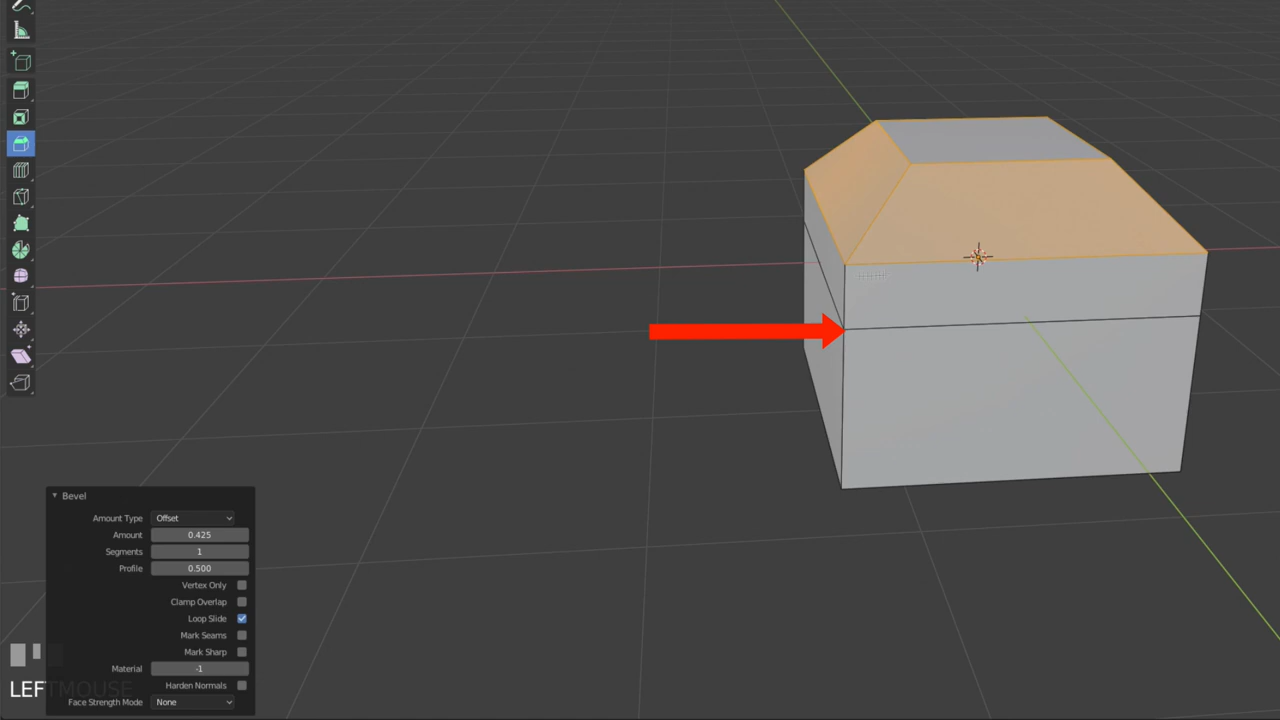 Bevel
Amount Type Offset
Amount 0.425
Segments 1
Profile 0.500
Vertex Only
Clamp Overlap
Loop Slide
Mark Seams
Mark Sharp
Material -1
Harden Normals
Face Strength Mode None
LEFTMOUSE